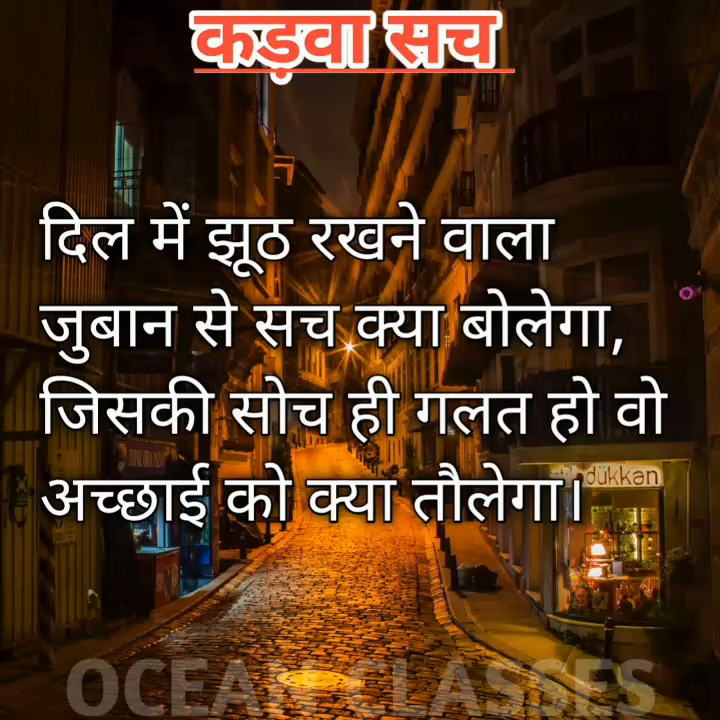 कड़वा सच
दिल में झूठ रखने वाला
जुबान से सच क्या बोलेगा,
जिसकी सोच ही गलत हो वो
अच्छाई को क्या तौलेगा।
dükkan
OCEAN CLASSES